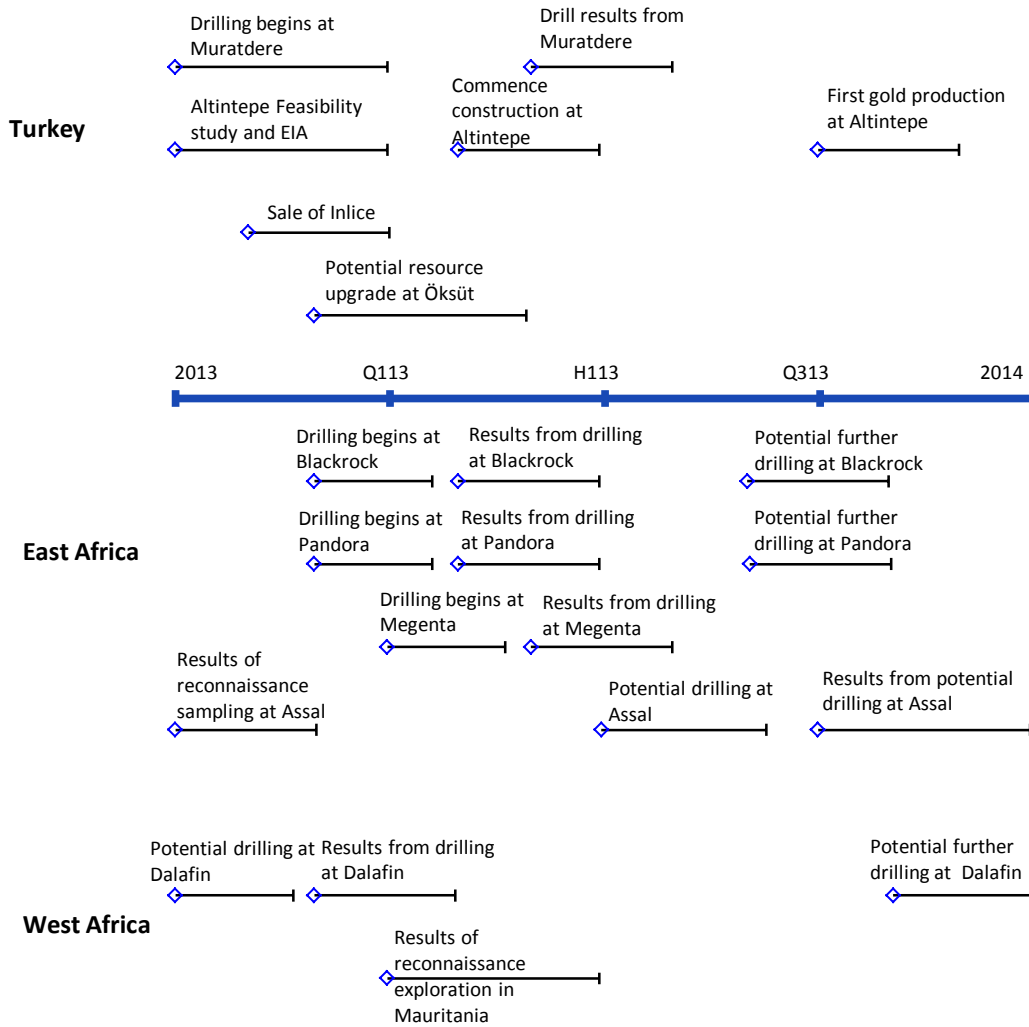 Drilling begins at
Muratdere
Drill results from
Muratdere
Turkey
Altintepe Feasibility
study and EIA
Commence
construction at
Altintepe
First gold production
at Altintepe
Sale of Inlice
Potential resource
upgrade at Öksüt
2013 Q113 H113 Q313 2014
East Africa
Drilling begins at
Blackrock
Results from drilling
at Blackrock
Potential further
drilling at Blackrock
Drilling begins at
Pandora
Results from drilling
at Pandora
Potential further
drilling at Pandora
Drilling begins at
Megenta
Results from drilling
at Megenta
Results of
reconnaissance
sampling at Assal
Potential drilling at
Assal
Results from potential
drilling at Assal
West Africa
Potential drilling at
Dalafin
Results from drilling
at Dalafin
Potential further
drilling at Dalafin
Results of
reconnaissance
exploration in
Mauritania